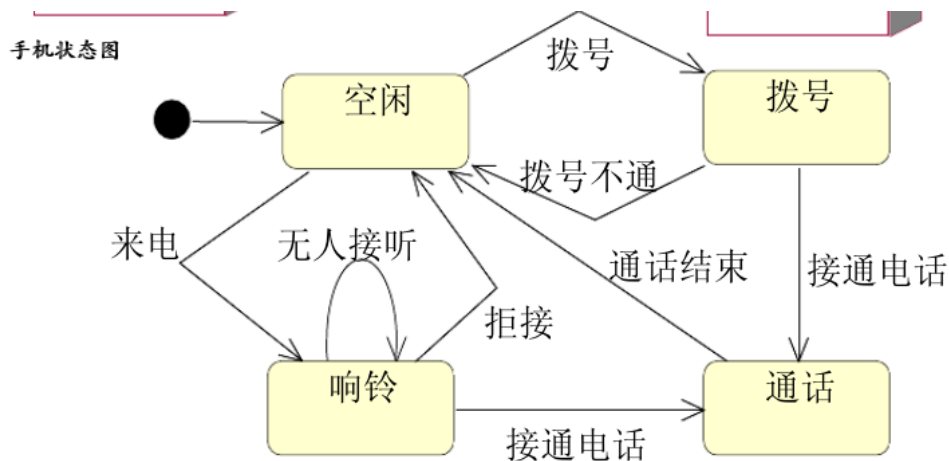 手机状态图
拨号
空闲
拨号
拨号不通
来电
无人接听
通话结束
接通电话
拒接
响铃
通话
接通电话